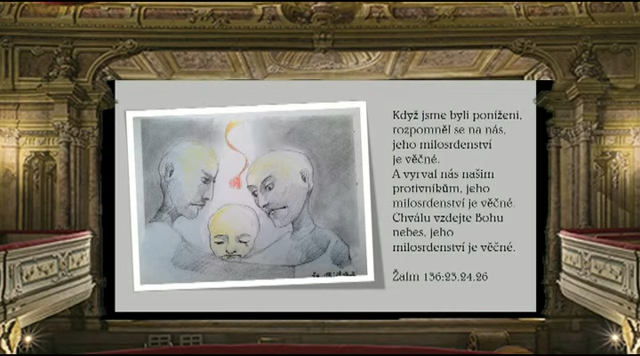 Když jsme byli poníženi,
rozpomněl se na nás,
jeho milosrdenství
je věčné.
A vyrval nás našim
protivníkům, jeho
milosrdenství je věčné.
Chválu vzdejte Bohu
nebes, jeho
milosrdenství je věčné.
Žalm 136:23.24.26